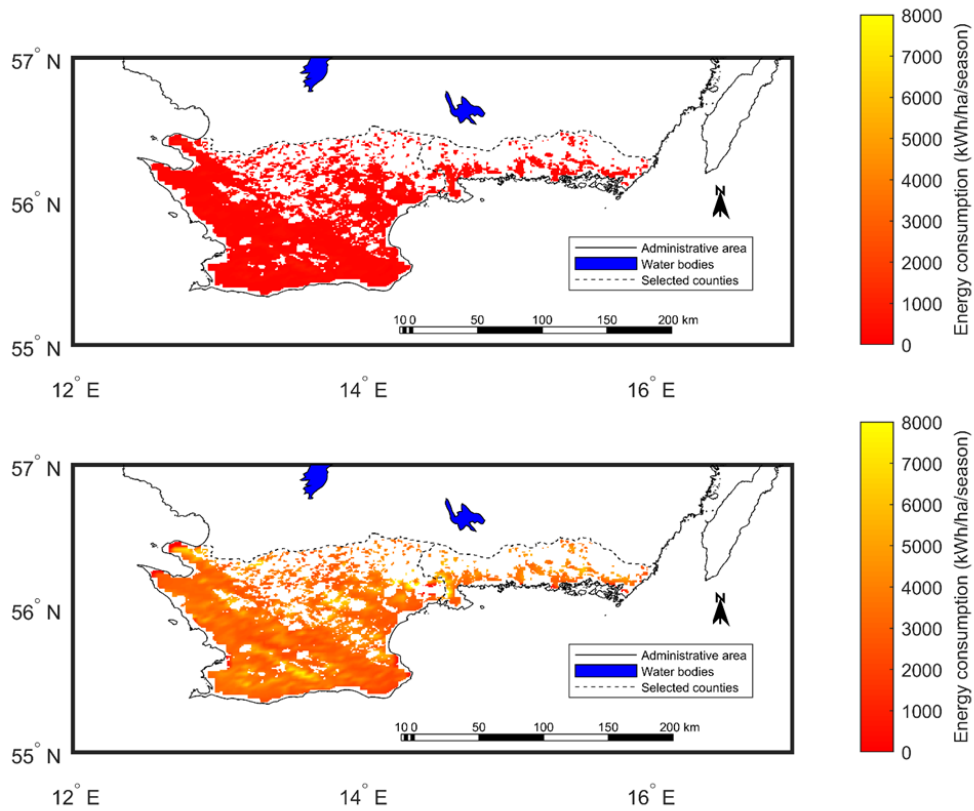 57° N
56° N
55° N
12° E
14° E
16° E
N
Administrative area
Water bodies
Selected counties
10 0 50 100 150 200 km
8000
7000
6000
5000
4000
3000
2000
1000
0
Energy consumption (kWh/ha/season)
57° N
56° N
55° N
12° E
14° E
16° E
N
Administrative area
Water bodies
Selected counties
10 0 50 100 150 200 km
8000
7000
6000
5000
4000
3000
2000
1000
0
Energy consumption (kWh/ha/season)